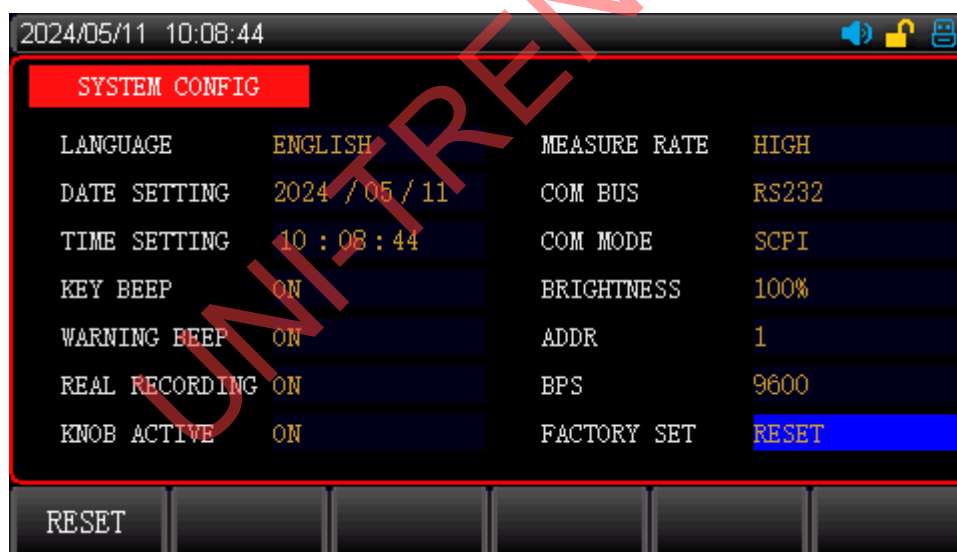 2024/05/11 10:08:44
SYSTEM CONFIG
LANGUAGE ENGLISH MEASURE RATE HIGH
DATE SETTING 2024 / 05 / 11 COM BUS RS232
TIME SETTING 10 : 08 : 44 COM MODE SCPI
KEY BEEP ON BRIGHTNESS 100%
WARNING BEEP ON ADDR 1
REAL RECORDING ON BPS 9600
KNOB ACTIVE ON FACTORY SET RESET
RESET
UNI-TREN